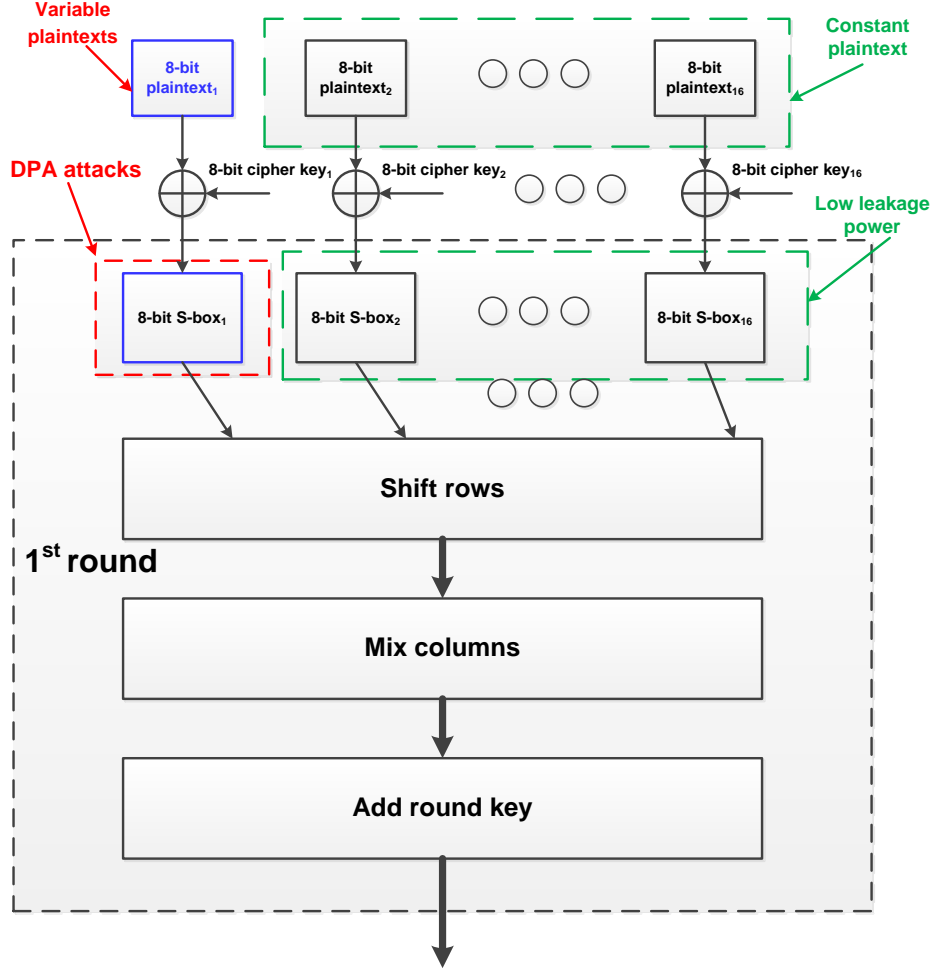 Variable
plaintexts
Constant
plaintext
8-bit
plaintext₁
8-bit
plaintext₂
8-bit
plaintext₁₆
DPA attacks
8-bit cipher key₁
8-bit cipher key₂
8-bit cipher key₁₆
Low leakage
power
8-bit S-box₁
8-bit S-box₂
8-bit S-box₁₆
Shift rows
1st round
Mix columns
Add round key